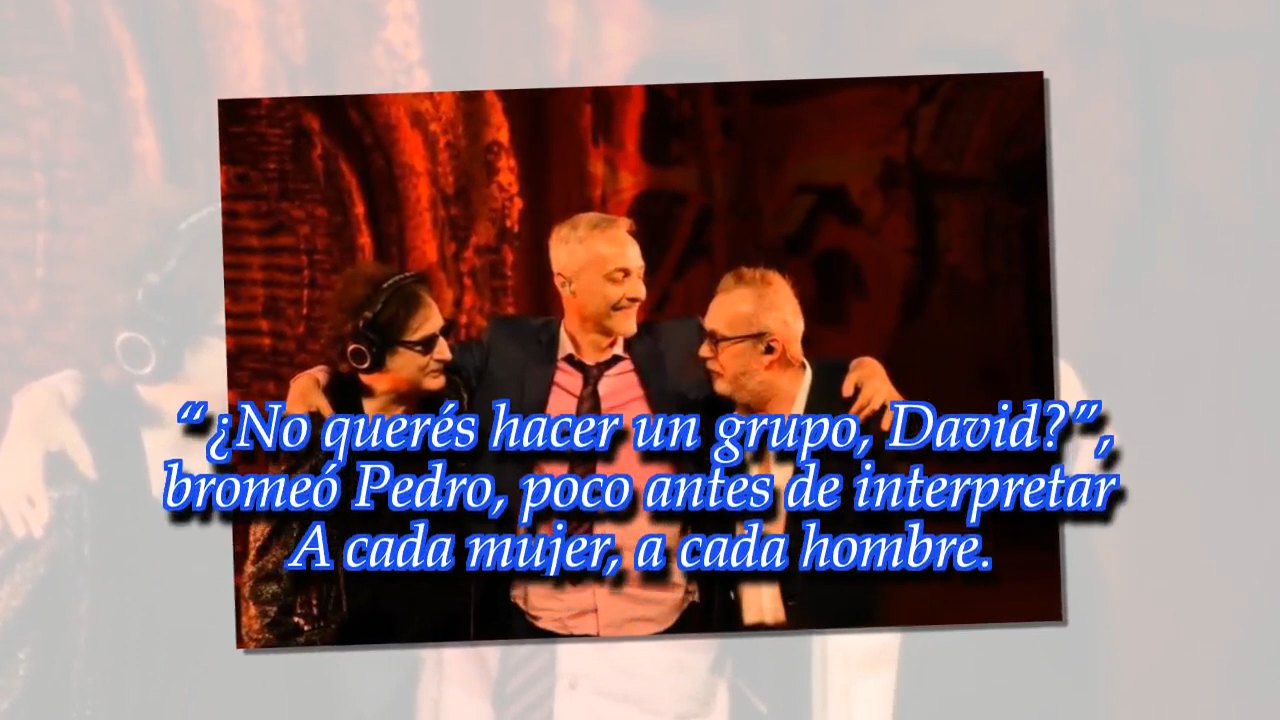 “¿No querés hacer un grupo, David?”,
bromeó Pedro, poco antes de interpretar
A cada mujer, a cada hombre.